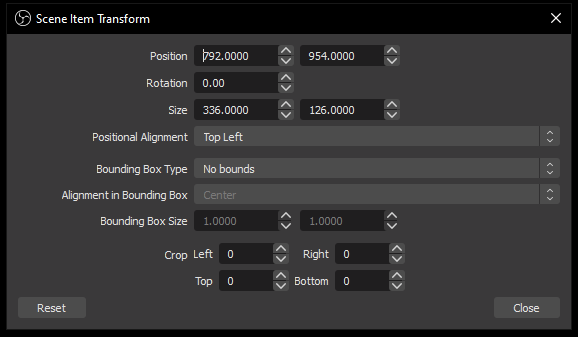 Scene Item Transform
Position 792.0000 954.0000
Rotation 0.00
Size 336.0000 126.0000
Positional Alignment Top Left
Bounding Box Type No bounds
Alignment in Bounding Box Center
Bounding Box Size 1.0000 1.0000
Crop Left 0 Right 0
Top 0 Bottom 0
Reset Close